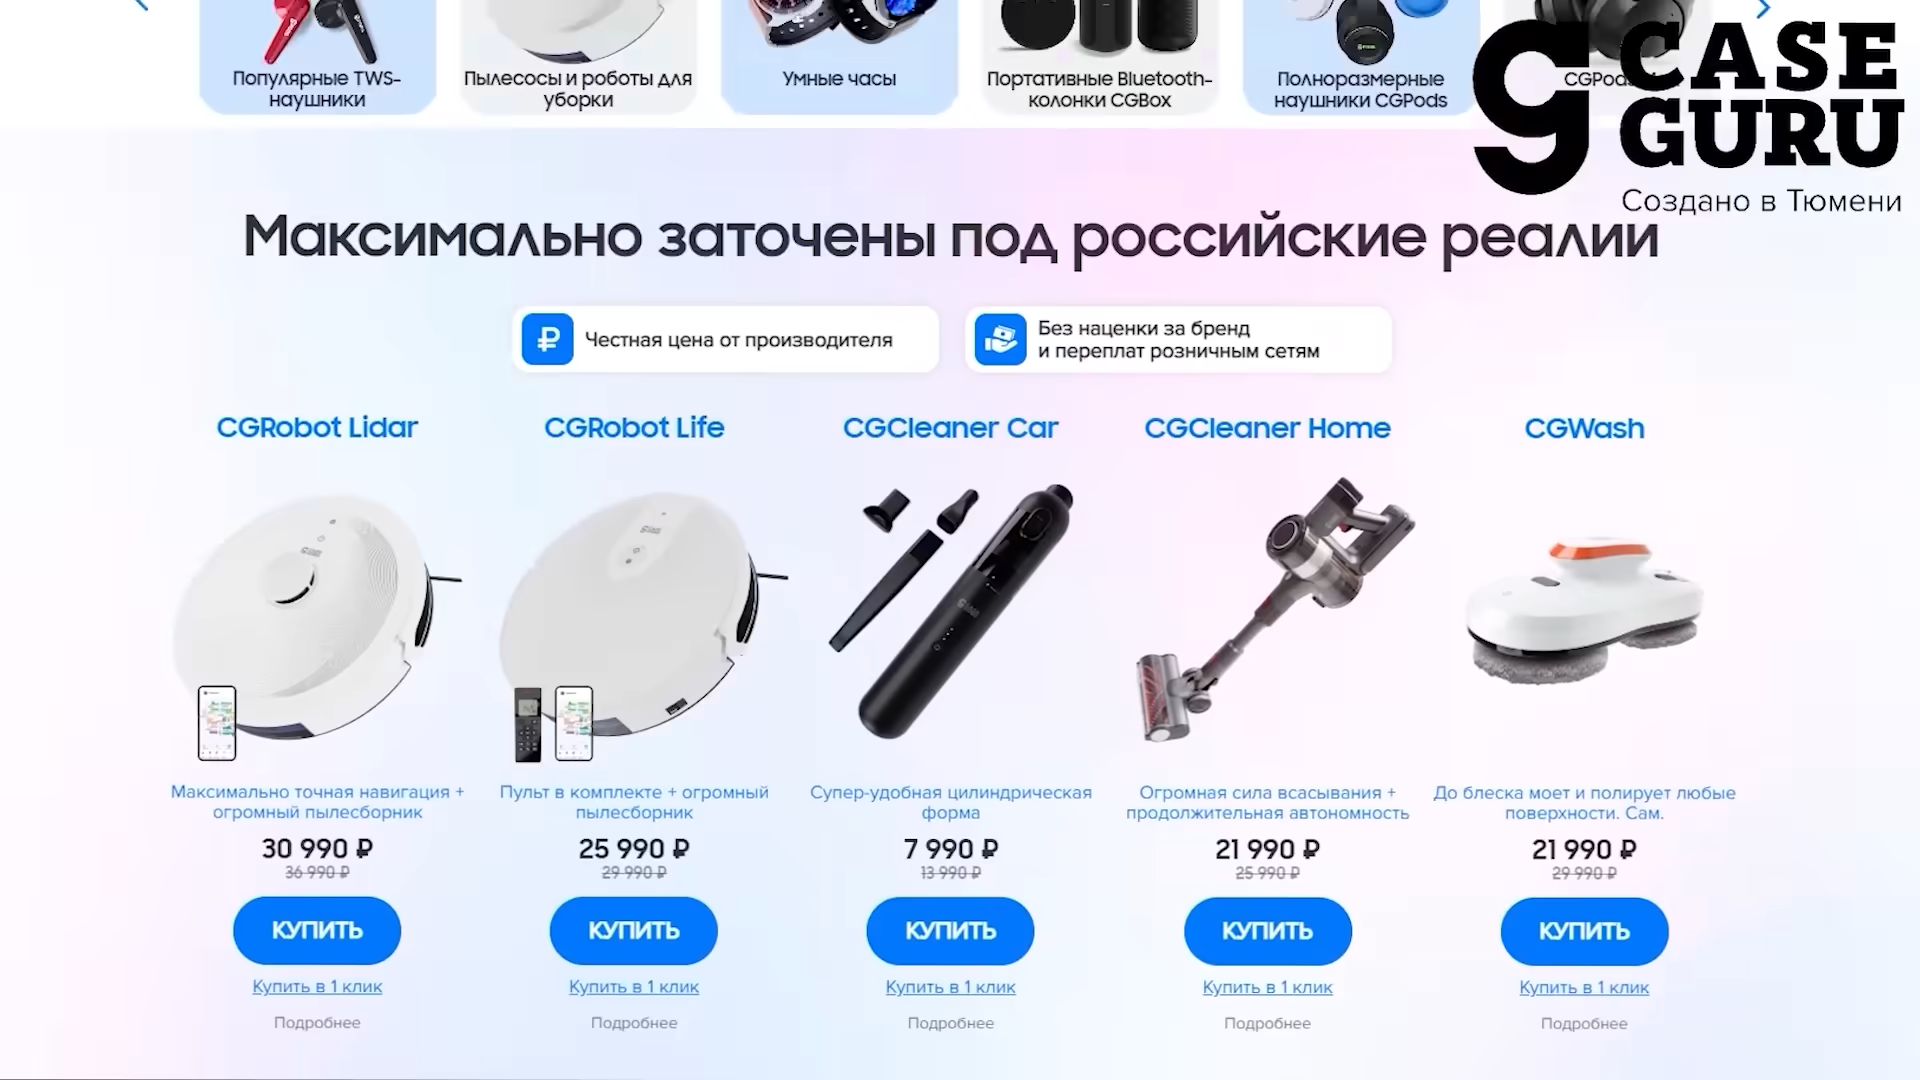 Популярные TWS-
наушники
Пылесосы и роботы для
уборки
Умные часы
Портативные Bluetooth-
колонки CGBox
Полноразмерные
наушники CGPods
CASE
GURU
Создано в Тюмени
Максимально заточены под российские реалии
Честная цена от производителя
Без наценки за бренд
и переплат розничным сетям
CGRobot Lidar
CGRobot Life
CGCleaner Car
CGCleaner Home
CGWash
Максимально точная навигация +
огромный пылесборник
Пульт в комплекте + огромный
пылесборник
Супер-удобная цилиндрическая
форма
Огромная сила всасывания +
продолжительная автономность
До блеска моет и полирует любые
поверхности. Сам.
30 990 ₽
25 990 ₽
7 990 ₽
21 990 ₽
21 990 ₽
36 990 ₽
29 990 ₽
13 990 ₽
25 990 ₽
29 990 ₽
КУПИТЬ
КУПИТЬ
КУПИТЬ
КУПИТЬ
КУПИТЬ
Купить в 1 клик
Купить в 1 клик
Купить в 1 клик
Купить в 1 клик
Купить в 1 клик
Подробнее
Подробнее
Подробнее
Подробнее
Подробнее